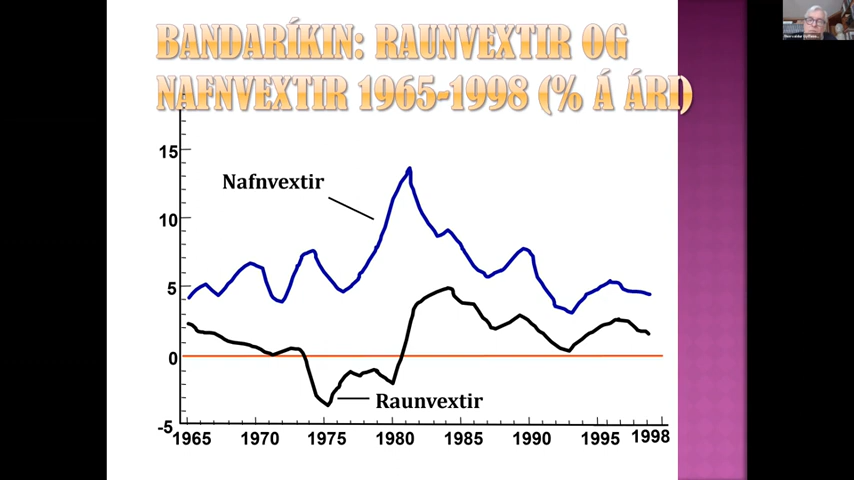 BANDARÍKIN: RAUNVEXTIR OG
NAFNVEXTIR 1965-1998 (% Á ÁRI)
15
Nafnvextir
10
5
0
Raunvextir
-5
1965 1970 1975 1980 1985 1990 1995 1998